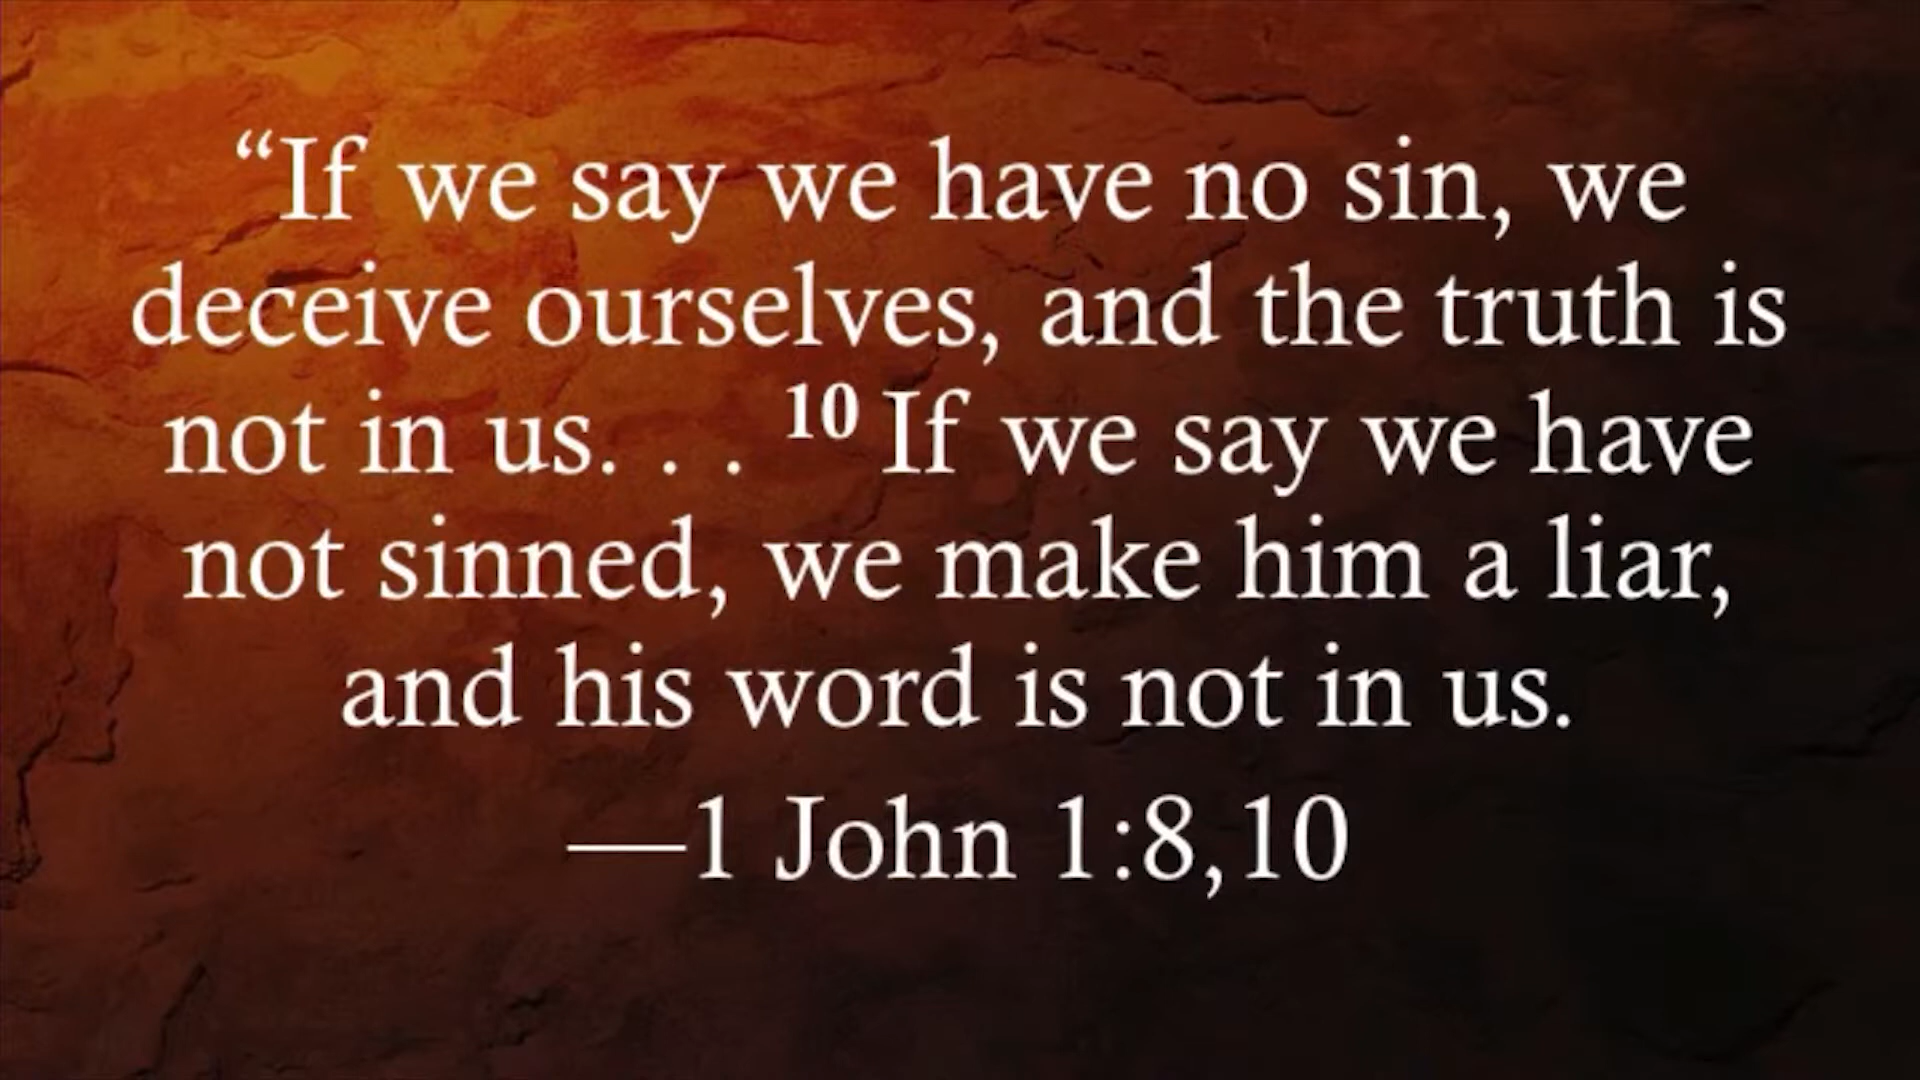 “If we say we have no sin, we
deceive ourselves, and the truth is
not in us. . . 10 If we say we have
not sinned, we make him a liar,
and his word is not in us.
—1 John 1:8,10